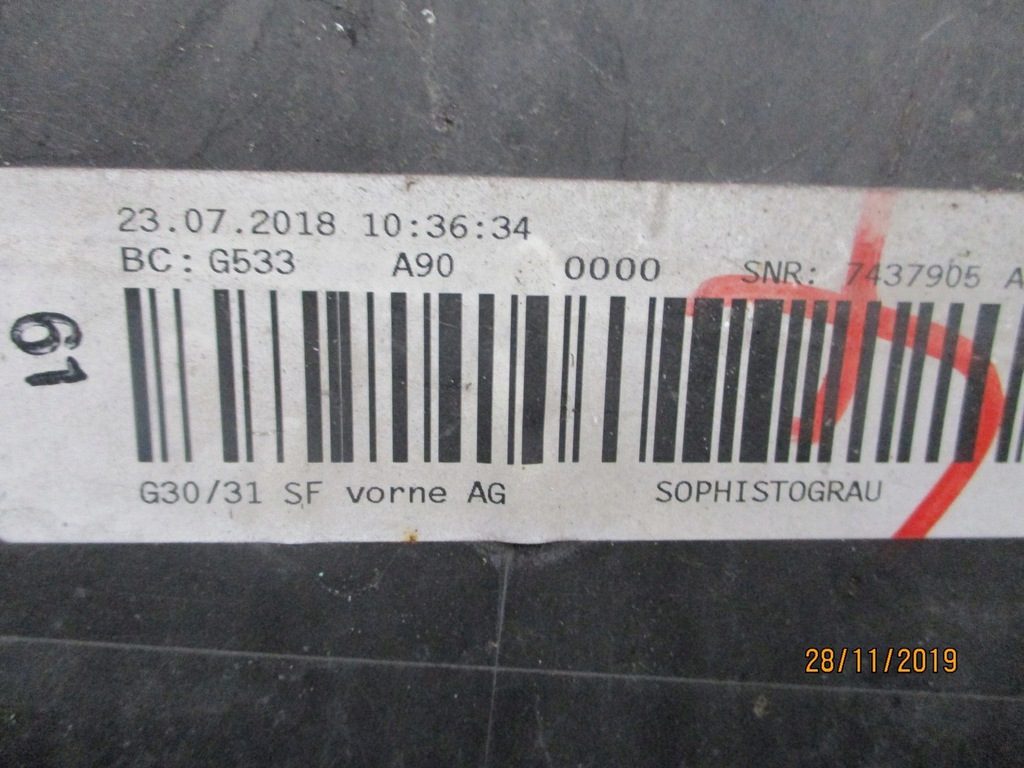 23.07.2018 10:36:34
BC: G533 A90 0000 SNR: 7437905 A
61
G30/31 SF vorne AG SOPHISTOGRAU
28/11/2019